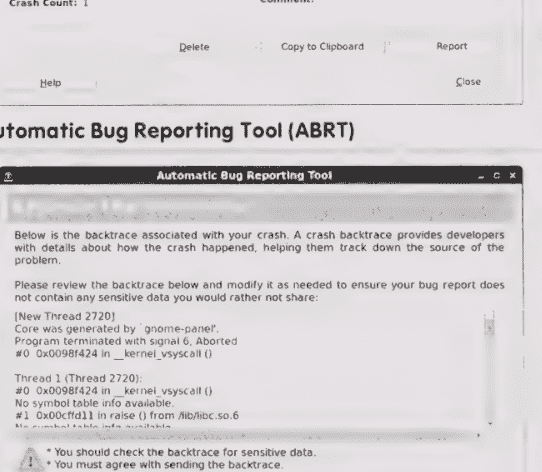 Crash Count: 1
Comment:
Delete Copy to Clipboard Report
Help Close
utomatic Bug Reporting Tool (ABRT)
Automatic Bug Reporting Tool
Below is the backtrace associated with your crash. A crash backtrace provides developers
with details about how the crash happened, helping them track down the source of the
problem.
Please review the backtrace below and modify it as needed to ensure your bug report does
not contain any sensitive data you would rather not share:
[New Thread 2720]
Core was generated by `gnome-panel'.
Program terminated with signal 6, Aborted
#0 0x0098f424 in __kernel_vsyscall ()
Thread 1 (Thread 2720):
#0 0x0098f424 in __kernel_vsyscall ()
No symbol table info available.
#1 0x00cffd11 in raise () from /lib/libc.so.6
No symbol table info available.
* You should check the backtrace for sensitive data.
* You must agree with sending the backtrace.